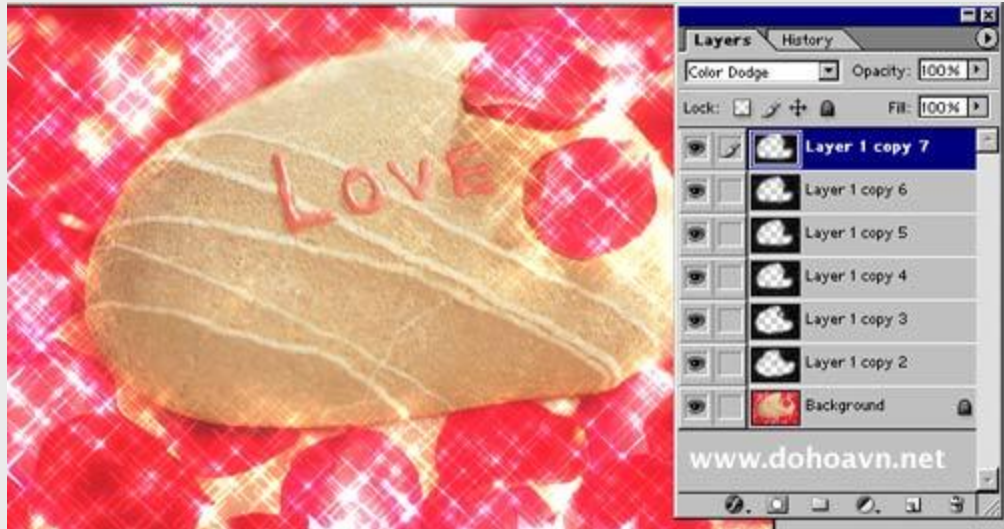 LOVE
Layers History
Color Dodge Opacity: 100%
Lock: Fill: 100%
Layer 1 copy 7
Layer 1 copy 6
Layer 1 copy 5
Layer 1 copy 4
Layer 1 copy 3
Layer 1 copy 2
Background
www.dohoavn.net